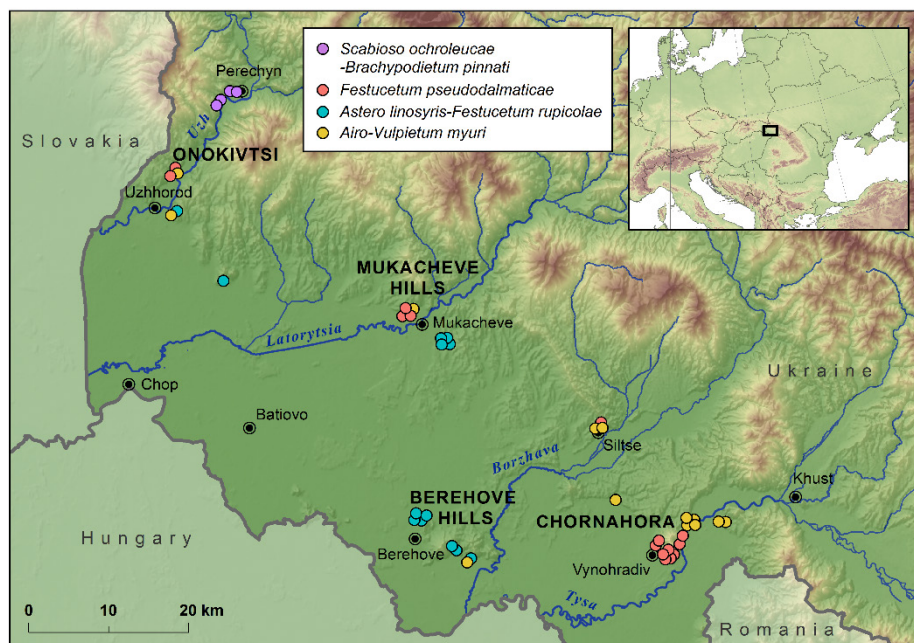 Scabioso ochroleucae
-Brachypodietum pinnati
Festucetum pseudodalmaticae
Astero linosyris-Festucetum rupicolae
Airo-Vulpietum myuri
Perechyn
Uzh
Slovakia
ONOKIVTSI
Uzhhorod
MUKACHEVE
HILLS
Mukacheve
Latorytsia
Ukraine
Chop
Batiovo
Siltse
Borzhava
Khust
BEREHOVE
HILLS
CHORNAHORA
Hungary
Berehove
Vynohradiv
Tysa
0 10 20 km
Romania